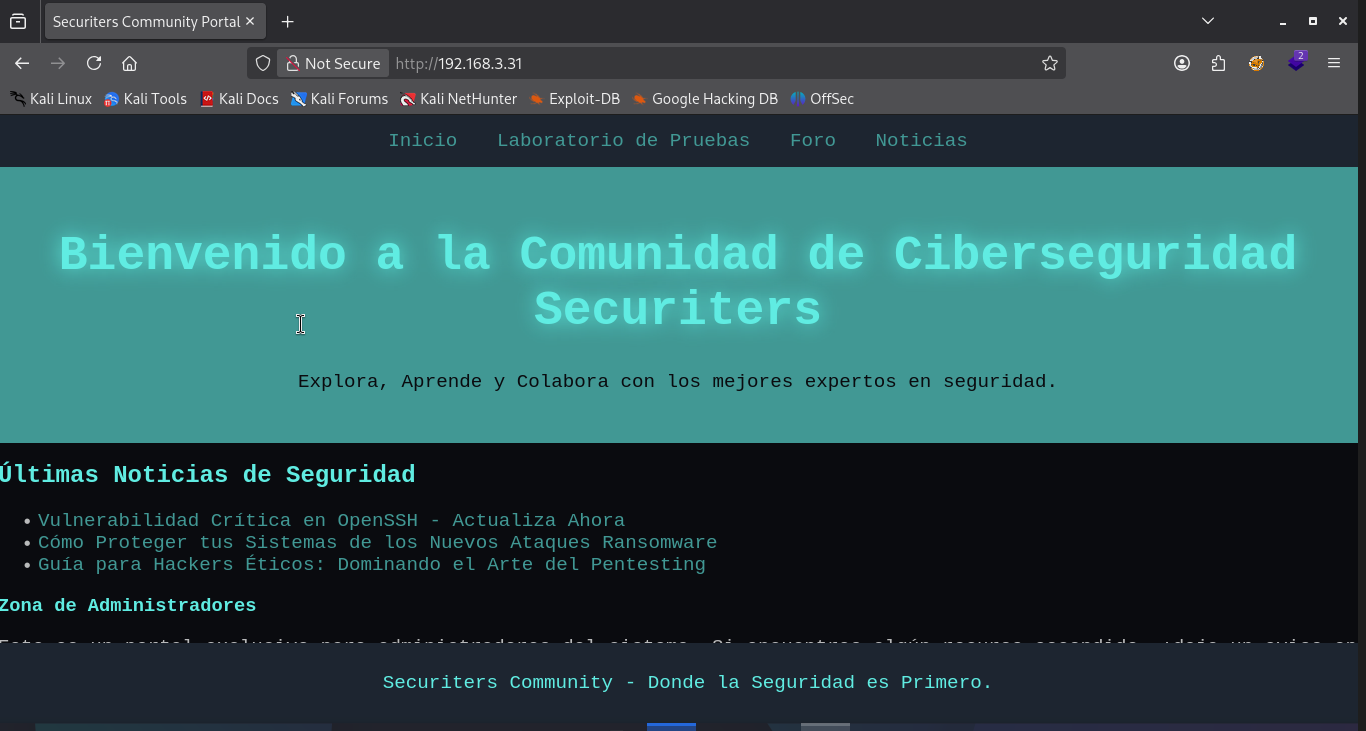 Securiters Community Portal
Not Secure http://192.168.3.31
2
Kali Linux Kali Tools Kali Docs Kali Forums Kali NetHunter Exploit-DB Google Hacking DB OffSec
Inicio Laboratorio de Pruebas Foro Noticias
Bienvenido a la Comunidad de Ciberseguridad
Securiters
Explora, Aprende y Colabora con los mejores expertos en seguridad.
Últimas Noticias de Seguridad
Vulnerabilidad Crítica en OpenSSH - Actualiza Ahora
Cómo Proteger tus Sistemas de los Nuevos Ataques Ransomware
Guía para Hackers Éticos: Dominando el Arte del Pentesting
Zona de Administradores
Securiters Community - Donde la Seguridad es Primero.